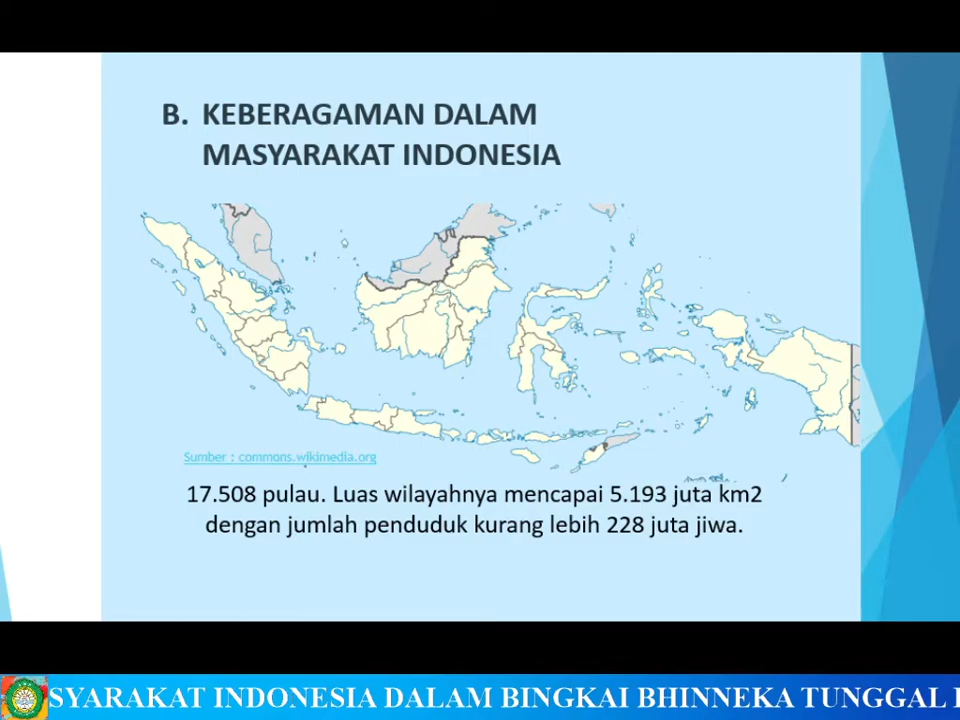 B. KEBERAGAMAN DALAM
MASYARAKAT INDONESIA
Sumber : commons.wikimedia.org
17.508 pulau. Luas wilayahnya mencapai 5.193 juta km2
dengan jumlah penduduk kurang lebih 228 juta jiwa.
SYARAKAT INDONESIA DALAM BINGKAI BHINNEKA TUNGGAL